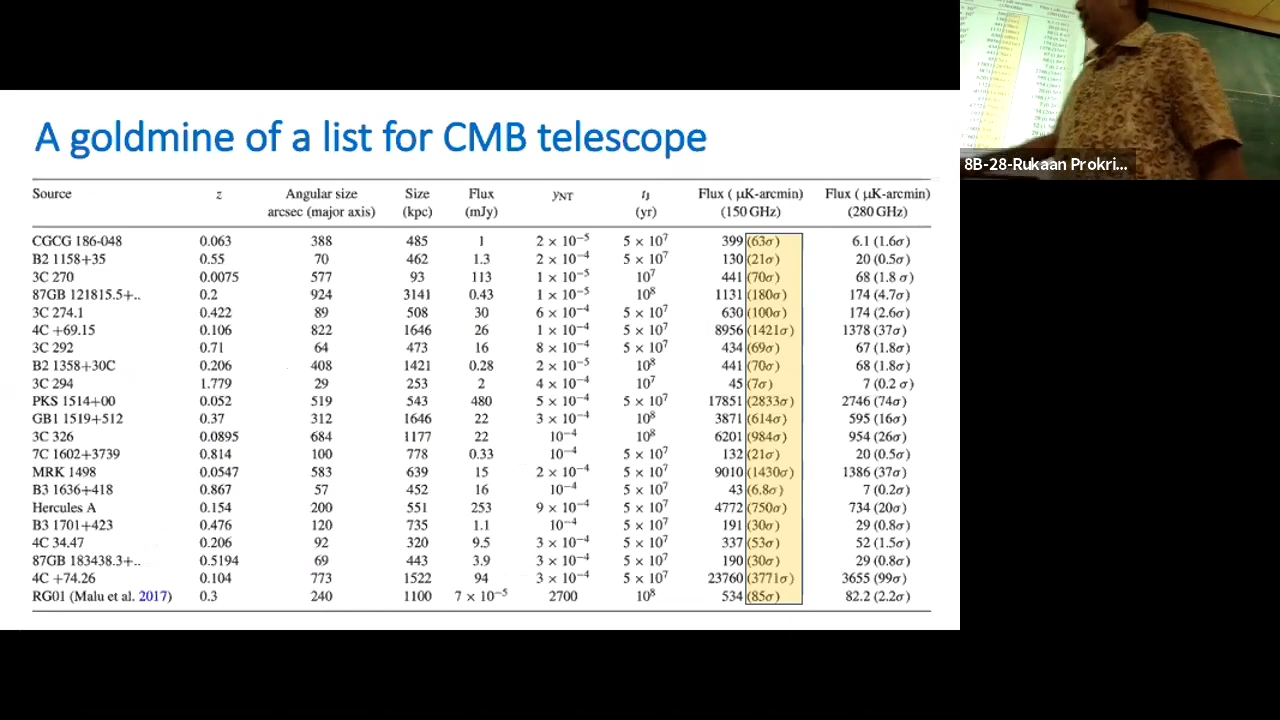 A goldmine of a list for CMB telescope
Source z Angular size Size Flux yNT tJ Flux ( μK-arcmin) Flux ( μK-arcmin)
arcsec (major axis) (kpc) (mJy) (yr) (150 GHz) (280 GHz)
CGCG 186-048 0.063 388 485 1 2 × 10⁻⁵ 5 × 10⁷ 399 (63σ) 6.1 (1.6σ)
B2 1158+35 0.55 70 462 1.3 2 × 10⁻⁴ 5 × 10⁷ 130 (21σ) 20 (0.5σ)
3C 270 0.0075 577 93 113 1 × 10⁻⁵ 10⁷ 441 (70σ) 68 (1.8 σ)
87GB 121815.5+.. 0.2 924 3141 0.43 1 × 10⁻⁵ 10⁸ 1131 (180σ) 174 (4.7σ)
3C 274.1 0.422 89 508 30 6 × 10⁻⁴ 5 × 10⁷ 630 (100σ) 174 (2.6σ)
4C +69.15 0.106 822 1646 26 1 × 10⁻⁴ 5 × 10⁷ 8956 (1421σ) 1378 (37σ)
3C 292 0.71 64 473 16 8 × 10⁻⁴ 5 × 10⁷ 434 (69σ) 67 (1.8σ)
B2 1358+30C 0.206 408 1421 0.28 2 × 10⁻⁵ 10⁸ 441 (70σ) 68 (1.8σ)
3C 294 1.779 29 253 2 4 × 10⁻⁴ 10⁷ 45 (7σ) 7 (0.2 σ)
PKS 1514+00 0.052 519 543 480 5 × 10⁻⁴ 5 × 10⁷ 17851 (2833σ) 2746 (74σ)
GB1 1519+512 0.37 312 1646 22 3 × 10⁻⁴ 10⁸ 3871 (614σ) 595 (16σ)
3C 326 0.0895 684 1177 22 10⁻⁴ 10⁸ 6201 (984σ) 954 (26σ)
7C 1602+3739 0.814 100 778 0.33 10⁻⁴ 5 × 10⁷ 132 (21σ) 20 (0.5σ)
MRK 1498 0.0547 583 639 15 2 × 10⁻⁴ 5 × 10⁷ 9010 (1430σ) 1386 (37σ)
B3 1636+418 0.867 57 452 16 10⁻⁴ 5 × 10⁷ 43 (6.8σ) 7 (0.2σ)
Hercules A 0.154 200 551 253 9 × 10⁻⁴ 5 × 10⁷ 4772 (750σ) 734 (20σ)
B3 1701+423 0.476 120 735 1.1 10⁻⁴ 5 × 10⁷ 191 (30σ) 29 (0.8σ)
4C 34.47 0.206 92 320 9.5 3 × 10⁻⁴ 5 × 10⁷ 337 (53σ) 52 (1.5σ)
87GB 183438.3+.. 0.5194 69 443 3.9 3 × 10⁻⁴ 5 × 10⁷ 190 (30σ) 29 (0.8σ)
4C +74.26 0.104 773 1522 94 3 × 10⁻⁴ 5 × 10⁷ 23760 (3771σ) 3655 (99σ)
RG01 (Malu et al. 2017) 0.3 240 1100 7 × 10⁻⁵ 2700 10⁸ 534 (85σ) 82.2 (2.2σ)
8B-28-Rukaan Prokri...